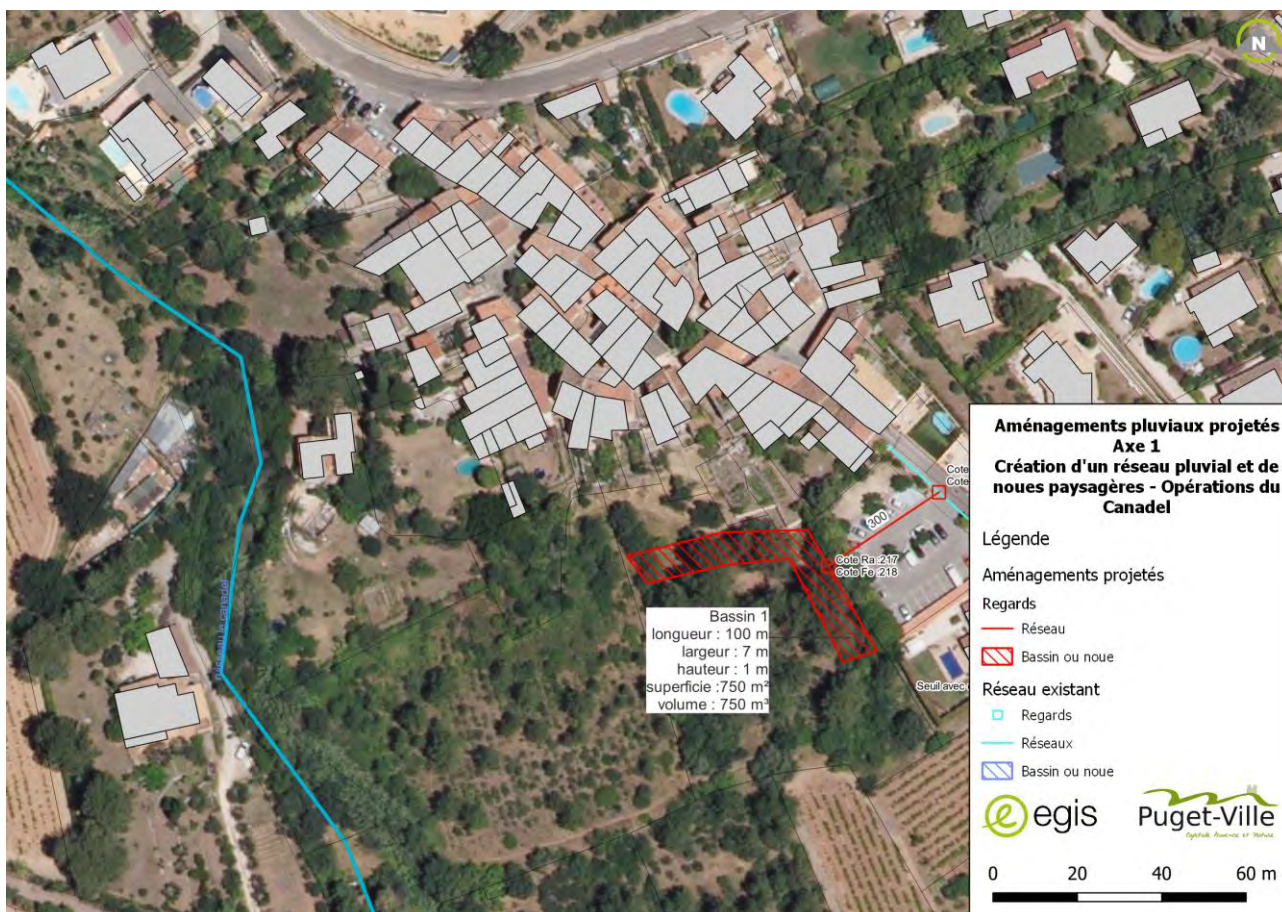 N
Cote
Cote
300
Cote Ra :217
Cote Fe :218
Bassin 1
longueur : 100 m
largeur : 7 m
hauteur : 1 m
superficie :750 m²
volume : 750 m³
Seuil avec
canadel
Aménagements pluviaux projetés
Axe 1
Création d'un réseau pluvial et de
noues paysagères - Opérations du
Canadel
Légende
Aménagements projetés
Regards
Réseau
Bassin ou noue
Réseau existant
Regards
Réseaux
Bassin ou noue
egis
Puget-Ville
0 20 40 60 m